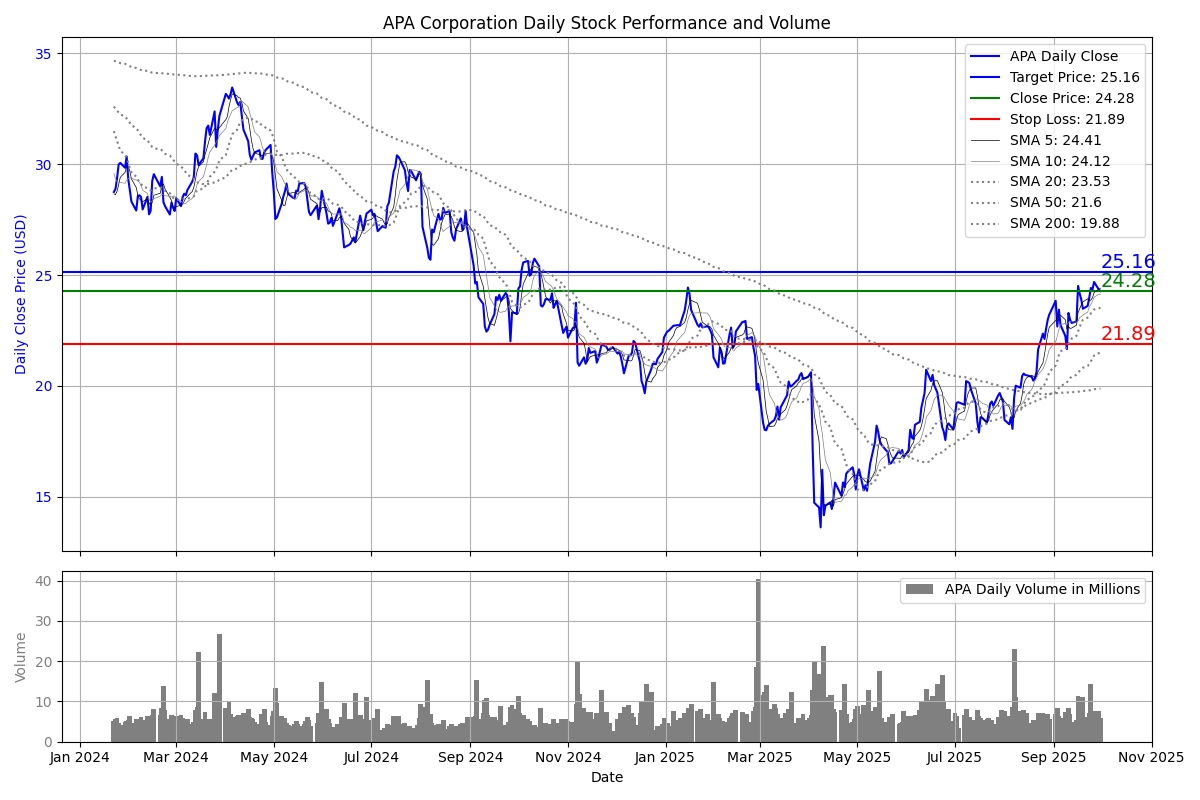 APA Corporation Daily Stock Performance and Volume
35
30
25
20
15
Daily Close Price (USD)
APA Daily Close
Target Price: 25.16
Close Price: 24.28
Stop Loss: 21.89
SMA 5: 24.41
SMA 10: 24.12
SMA 20: 23.53
SMA 50: 21.6
SMA 200: 19.88
25.16
24.28
21.89
40
30
20
10
0
Volume
APA Daily Volume in Millions
Jan 2024 Mar 2024 May 2024 Jul 2024 Sep 2024 Nov 2024 Jan 2025 Mar 2025 May 2025 Jul 2025 Sep 2025 Nov 2025
Date